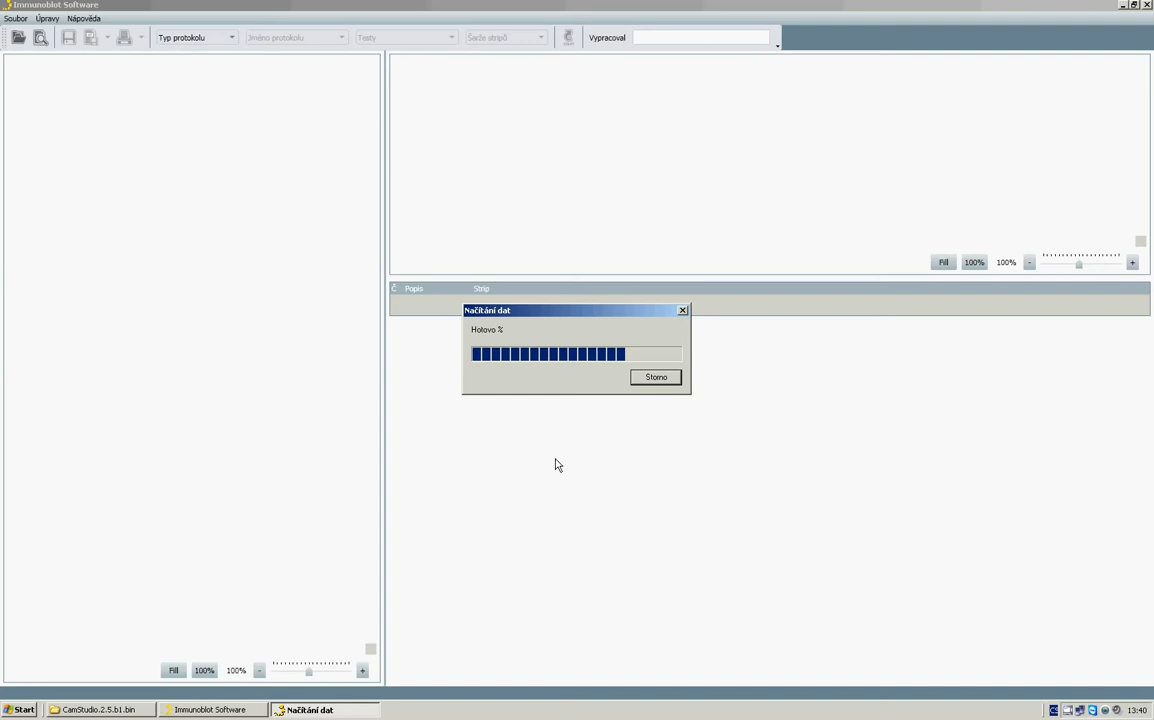 Immunoblot Software
Soubor Úpravy Nápověda
Typ protokolu Jméno protokolu Testy Šarže stripů Vypracoval
Fill 100% 100% - +
Č Popis Strip
Načítání dat
Hotovo %
Storno
Fill 100% 100% - +
Start CamStudio.2.5.b1.bin Immunoblot Software Načítání dat CS 13:40